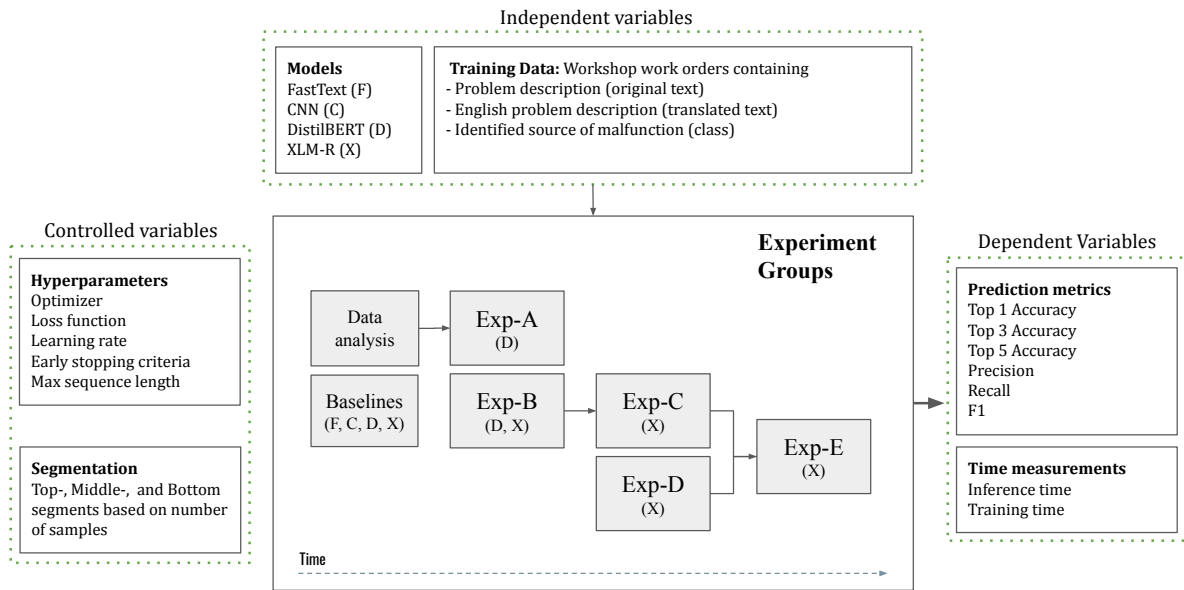 Independent variables
Models
FastText (F)
CNN (C)
DistilBERT (D)
XLM-R (X)
Training Data: Workshop work orders containing
- Problem description (original text)
- English problem description (translated text)
- Identified source of malfunction (class)
Controlled variables
Hyperparameters
Optimizer
Loss function
Learning rate
Early stopping criteria
Max sequence length
Segmentation
Top-, Middle-, and Bottom
segments based on number
of samples
Experiment
Groups
Data
analysis
Exp-A
(D)
Baselines
(F, C, D, X)
Exp-B
(D, X)
Exp-C
(X)
Exp-D
(X)
Exp-E
(X)
Time
Dependent Variables
Prediction metrics
Top 1 Accuracy
Top 3 Accuracy
Top 5 Accuracy
Precision
Recall
F1
Time measurements
Inference time
Training time